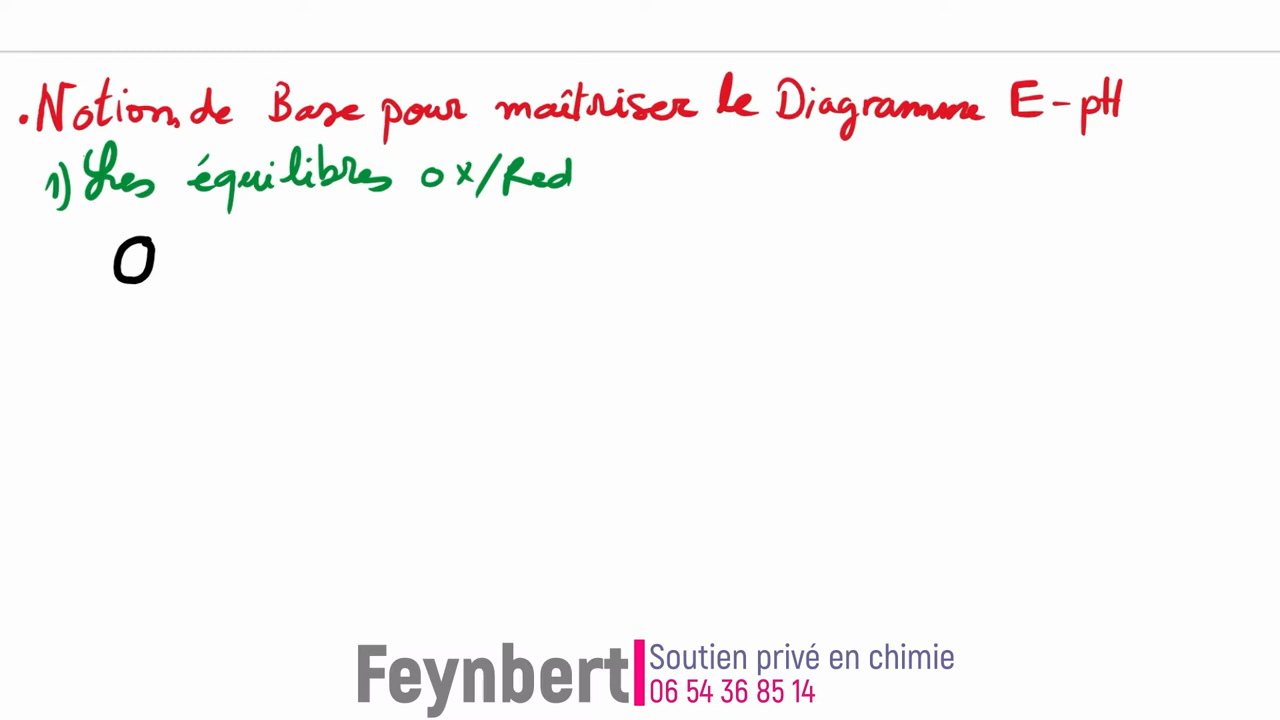 . Notion de Base pour maîtriser le Diagramme E-pH
1) Les équilibres ox/Red
O
Feynbert
Soutien privé en chimie
06 54 36 85 14